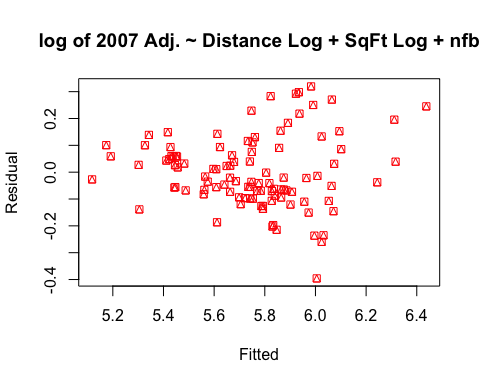 log of 2007 Adj. ~ Distance Log + SqFt Log + nfb
Residual
0.2
0.0
-0.2
-0.4
5.2 5.4 5.6 5.8 6.0 6.2 6.4
Fitted